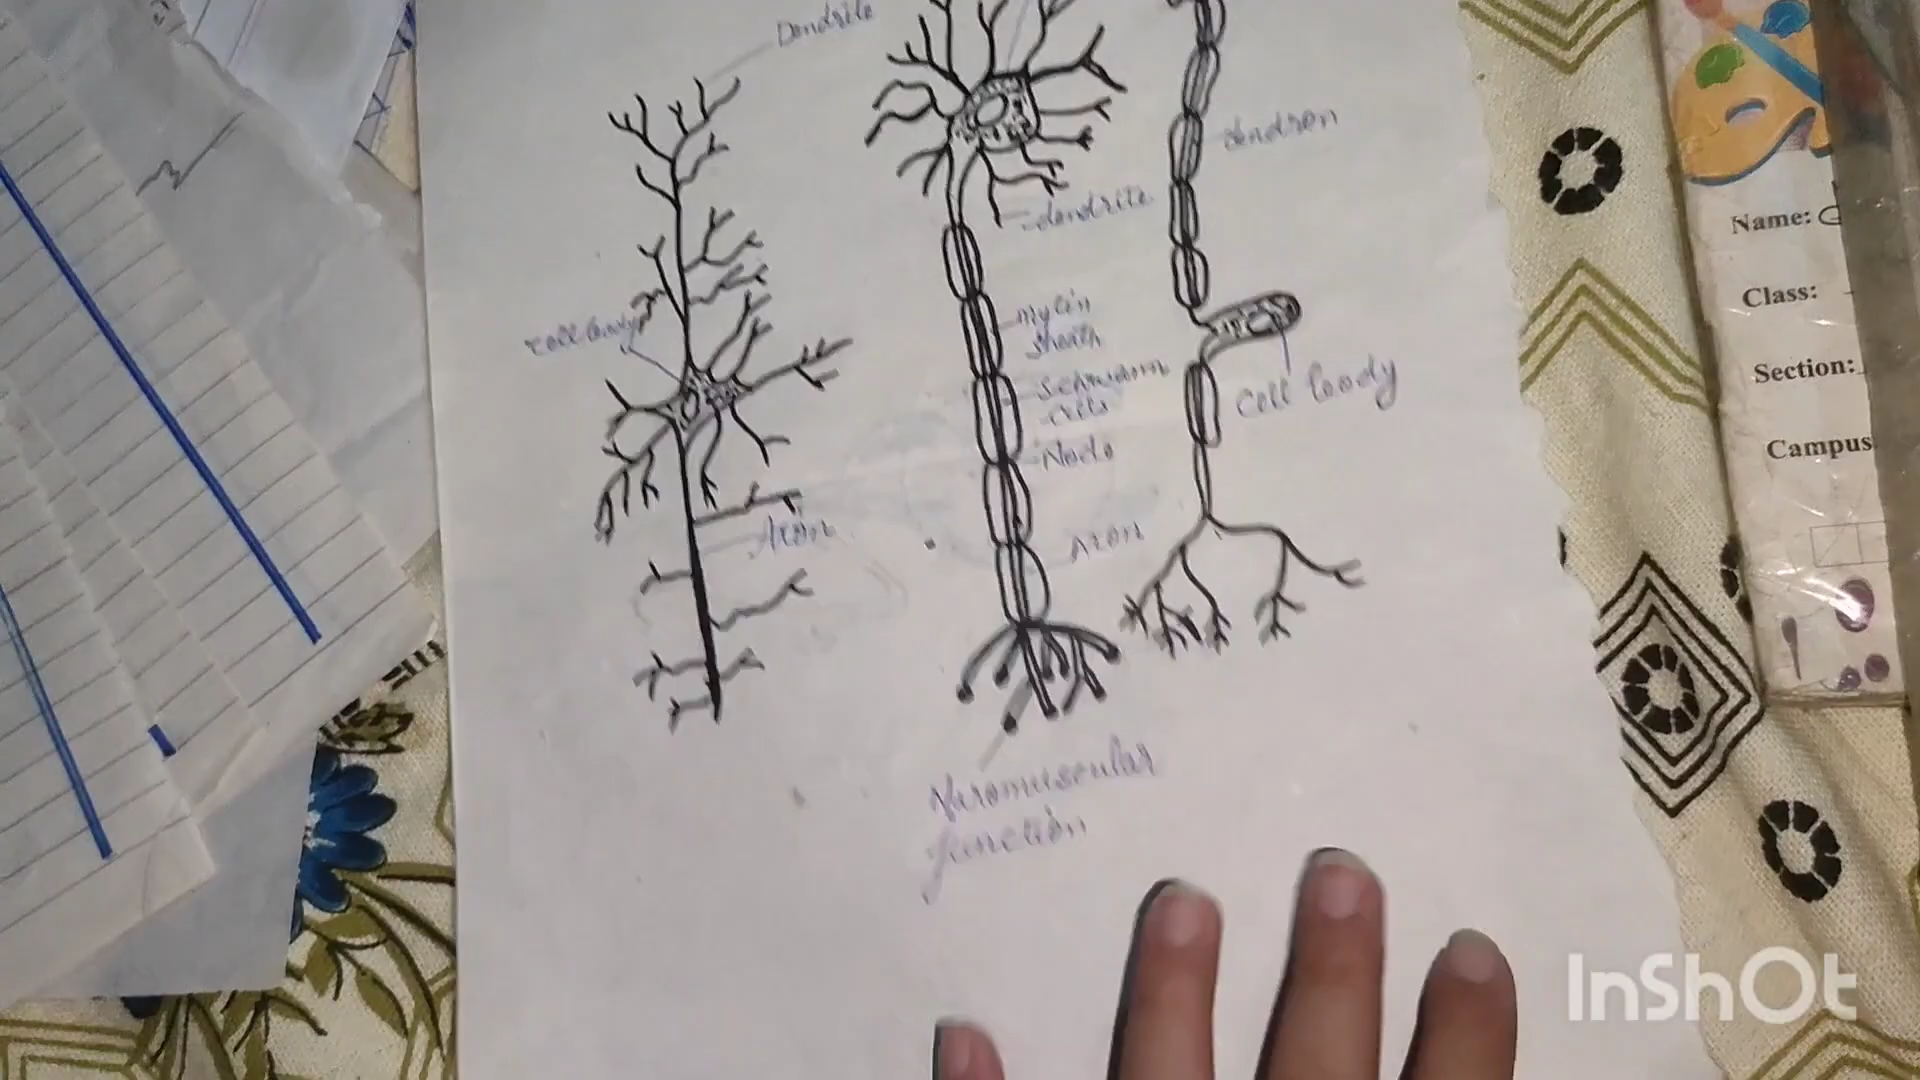 Dendrite
dendron
dendrite
cell body
mylin
sheath
Schwann
cells
Node
Cell body
Axon
Axon
Nuromuscular
junction
Name: G
Class:
Section:
Campus
InShOt